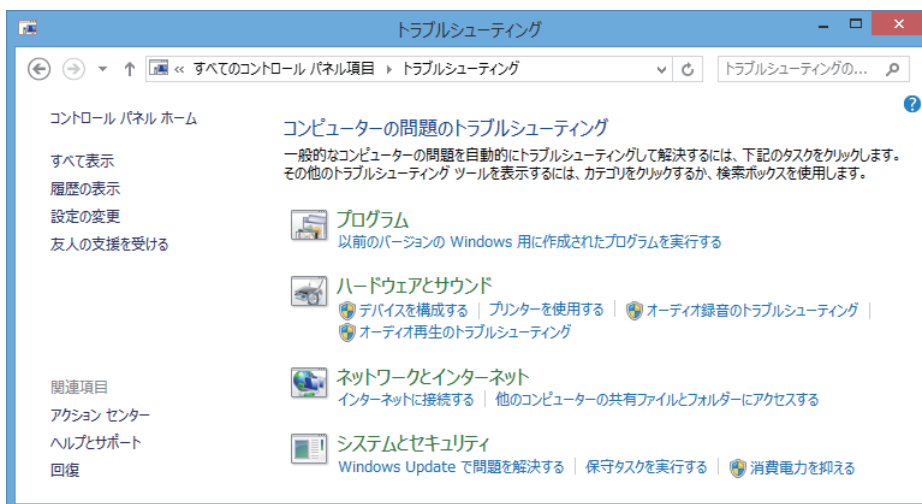 トラブルシューティング
« すべてのコントロール パネル項目 ▸ トラブルシューティング
トラブルシューティングの...
コントロール パネル ホーム
すべて表示
履歴の表示
設定の変更
友人の支援を受ける
関連項目
アクション センター
ヘルプとサポート
回復
コンピューターの問題のトラブルシューティング
一般的なコンピューターの問題を自動的にトラブルシューティングして解決するには、下記のタスクをクリックします。
その他のトラブルシューティング ツールを表示するには、カテゴリをクリックするか、検索ボックスを使用します。
プログラム
以前のバージョンの Windows 用に作成されたプログラムを実行する
ハードウェアとサウンド
デバイスを構成する | プリンターを使用する | オーディオ録音のトラブルシューティング |
オーディオ再生のトラブルシューティング
ネットワークとインターネット
インターネットに接続する | 他のコンピューターの共有ファイルとフォルダーにアクセスする
システムとセキュリティ
Windows Update で問題を解決する | 保守タスクを実行する | 消費電力を抑える